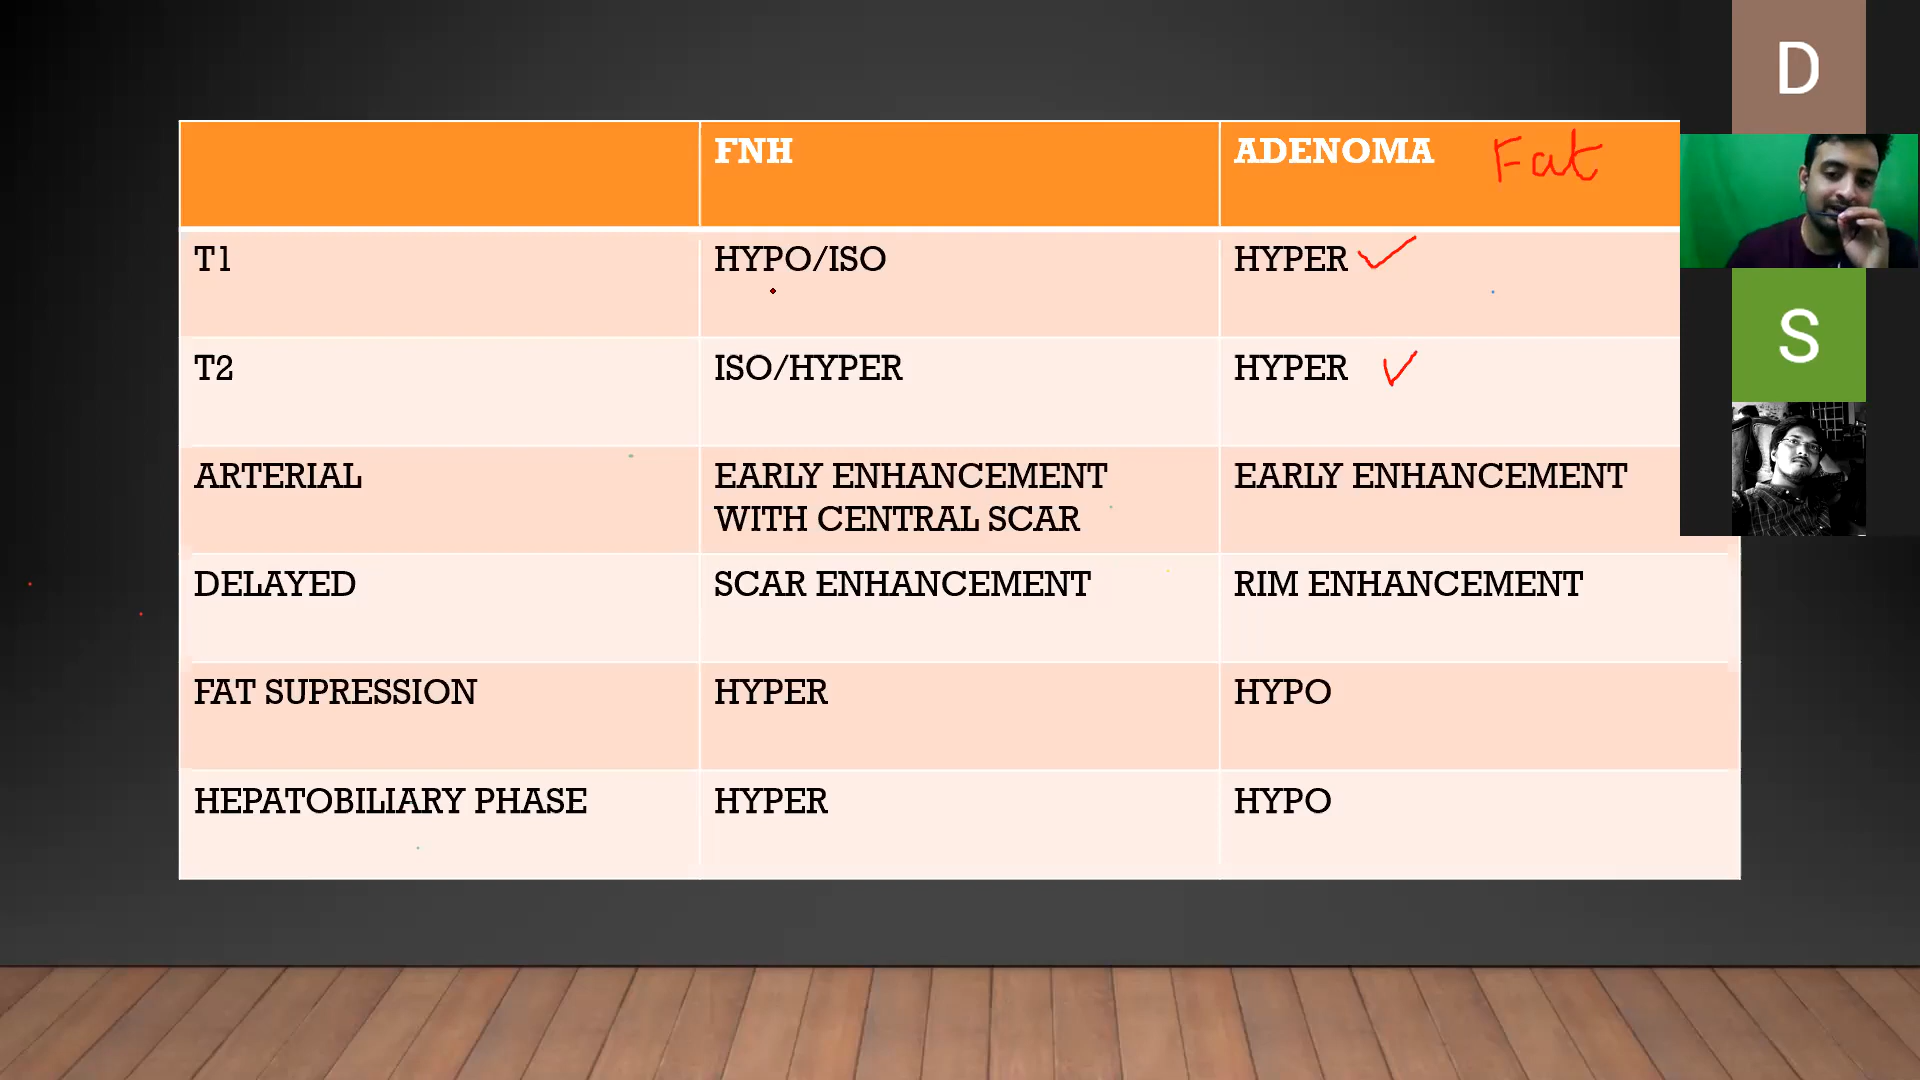 FNH ADENOMA Fat
T1 HYPO/ISO HYPER
T2 ISO/HYPER HYPER
ARTERIAL EARLY ENHANCEMENT EARLY ENHANCEMENT
WITH CENTRAL SCAR
DELAYED SCAR ENHANCEMENT RIM ENHANCEMENT
FAT SUPRESSION HYPER HYPO
HEPATOBILIARY PHASE HYPER HYPO
D
S